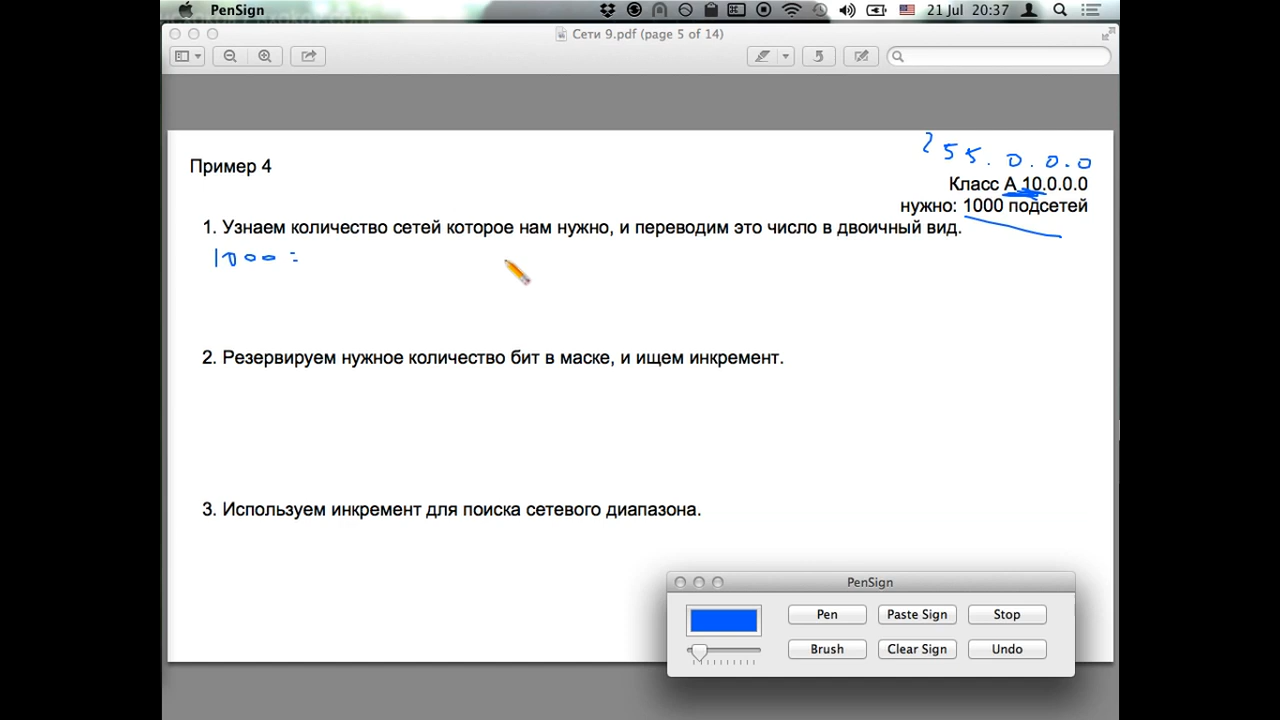 PenSign
21 Jul 20:37
Сети 9.pdf (page 5 of 14)
255.0.0.0
Пример 4
Класс А 10.0.0.0
нужно: 1000 подсетей
1. Узнаем количество сетей которое нам нужно, и переводим это число в двоичный вид.
1000 =
2. Резервируем нужное количество бит в маске, и ищем инкремент.
3. Используем инкремент для поиска сетевого диапазона.
PenSign
Pen
Paste Sign
Stop
Brush
Clear Sign
Undo